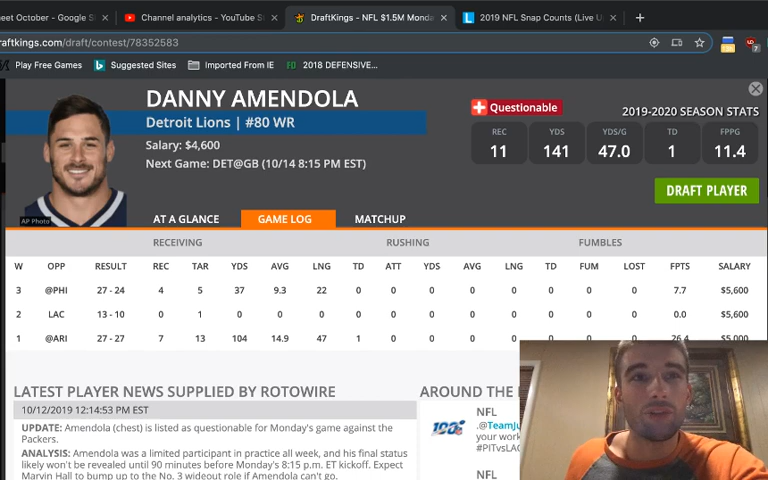 neet October - Google S
Channel analytics - YouTube S
DraftKings - NFL $1.5M Monda
2019 NFL Snap Counts (Live U
raftkings.com/draft/contest/78352583
Play Free Games
Suggested Sites
Imported From IE
2018 DEFENSIVE...
DANNY AMENDOLA
Detroit Lions | #80 WR
Salary: $4,600
Next Game: DET@GB (10/14 8:15 PM EST)
AP Photo
Questionable
2019-2020 SEASON STATS
REC YDS YDS/G TD FPPG
11 141 47.0 1 11.4
DRAFT PLAYER
AT A GLANCE GAME LOG MATCHUP
RECEIVING RUSHING FUMBLES
W OPP RESULT REC TAR YDS AVG LNG TD ATT YDS AVG LNG TD FUM LOST FPTS SALARY
3 @PHI 27 - 24 4 5 37 9.3 22 0 0 0 0 0 0 0 0 7.7 $5,600
2 LAC 13 - 10 0 1 0 0 0 0 0 0 0 0 0 0 0 0.0 $5,600
1 @ARI 27 - 27 7 13 104 14.9 47 1 0 0 0 0 0 0 0 26.4 $5,000
LATEST PLAYER NEWS SUPPLIED BY ROTOWIRE
10/12/2019 12:14:53 PM EST
UPDATE: Amendola (chest) is listed as questionable for Monday's game against the
Packers.
ANALYSIS: Amendola was a limited participant in practice all week, and his final status
likely won't be revealed until 90 minutes before Monday's 8:15 p.m. ET kickoff. Expect
Marvin Hall to bump up to the No. 3 wideout role if Amendola can't go.
AROUND THE
NFL
.@TeamJu
your work
#PITvsLAC
NFL